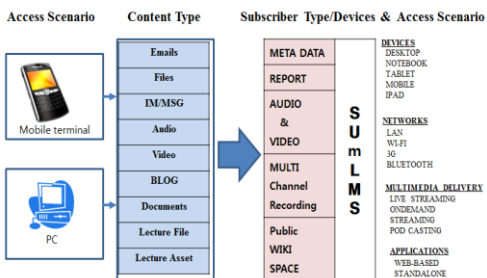 Access Scenario
Content Type
Subscriber Type/Devices & Access Scenario
Mobile terminal
PC
Emails
Files
IM/MSG
Audio
Video
BLOG
Documents
Lecture File
Lecture Asset
META DATA
REPORT
AUDIO
&
VIDEO
MULTI
Channel
Recording
Public
WIKI
SPACE
S
U
m
L
M
S
DEVICES
DESKTOP
NOTEBOOK
TABLET
MOBILE
IPAD
NETWORKS
LAN
WI-FI
3G
BLUETOOTH
MULTIMEDIA DELIVERY
LIVE STREAMING
ONDEMAND
STREAMING
POD CASTING
APPLICATIONS
WEB-BASED
STANDALONE